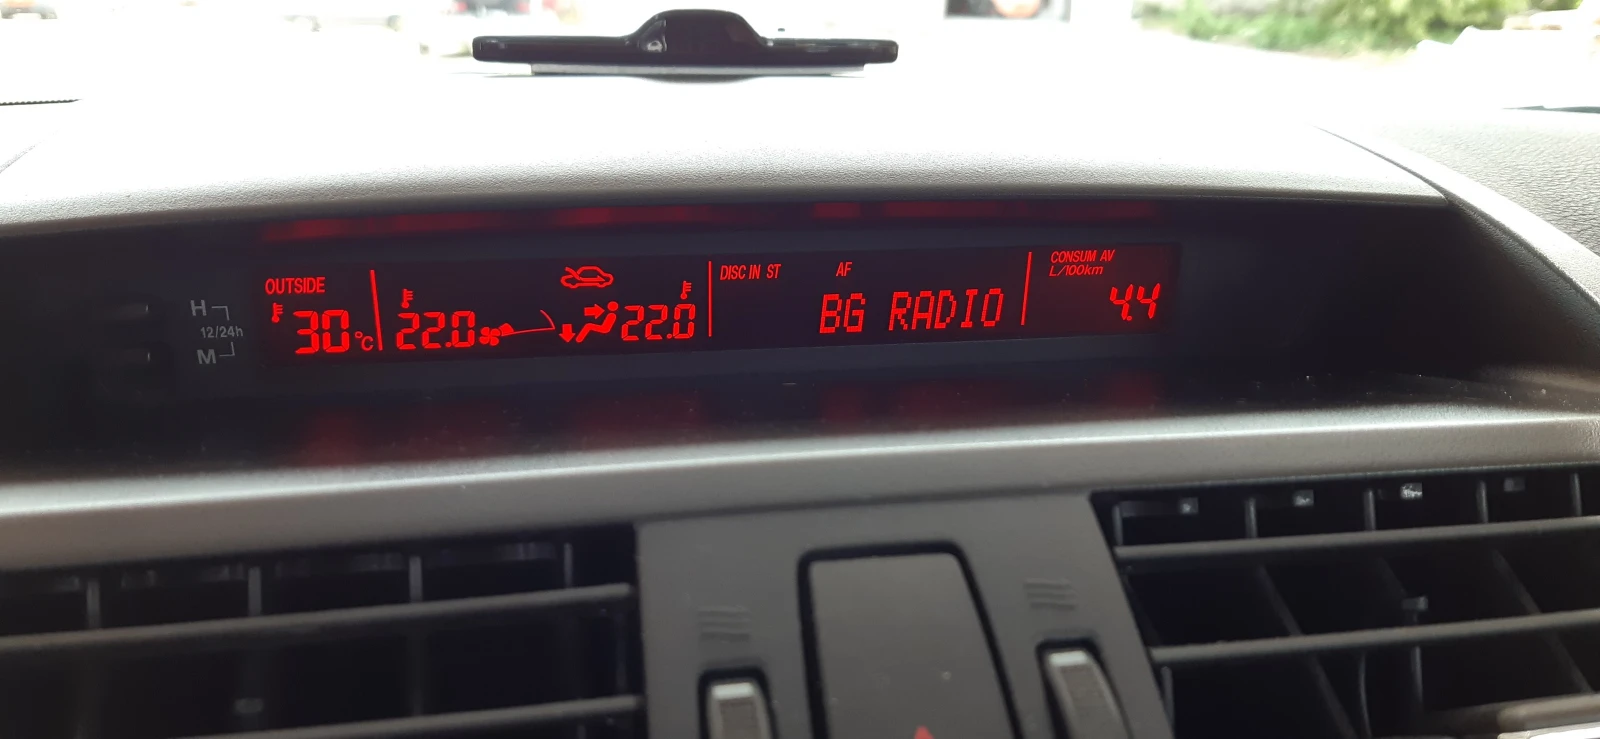 OUTSIDE
30°C
22.0
22.0
DISC IN ST
AF
BG RADIO
CONSUM AV
L/100km
4.4
H
12/24h
M